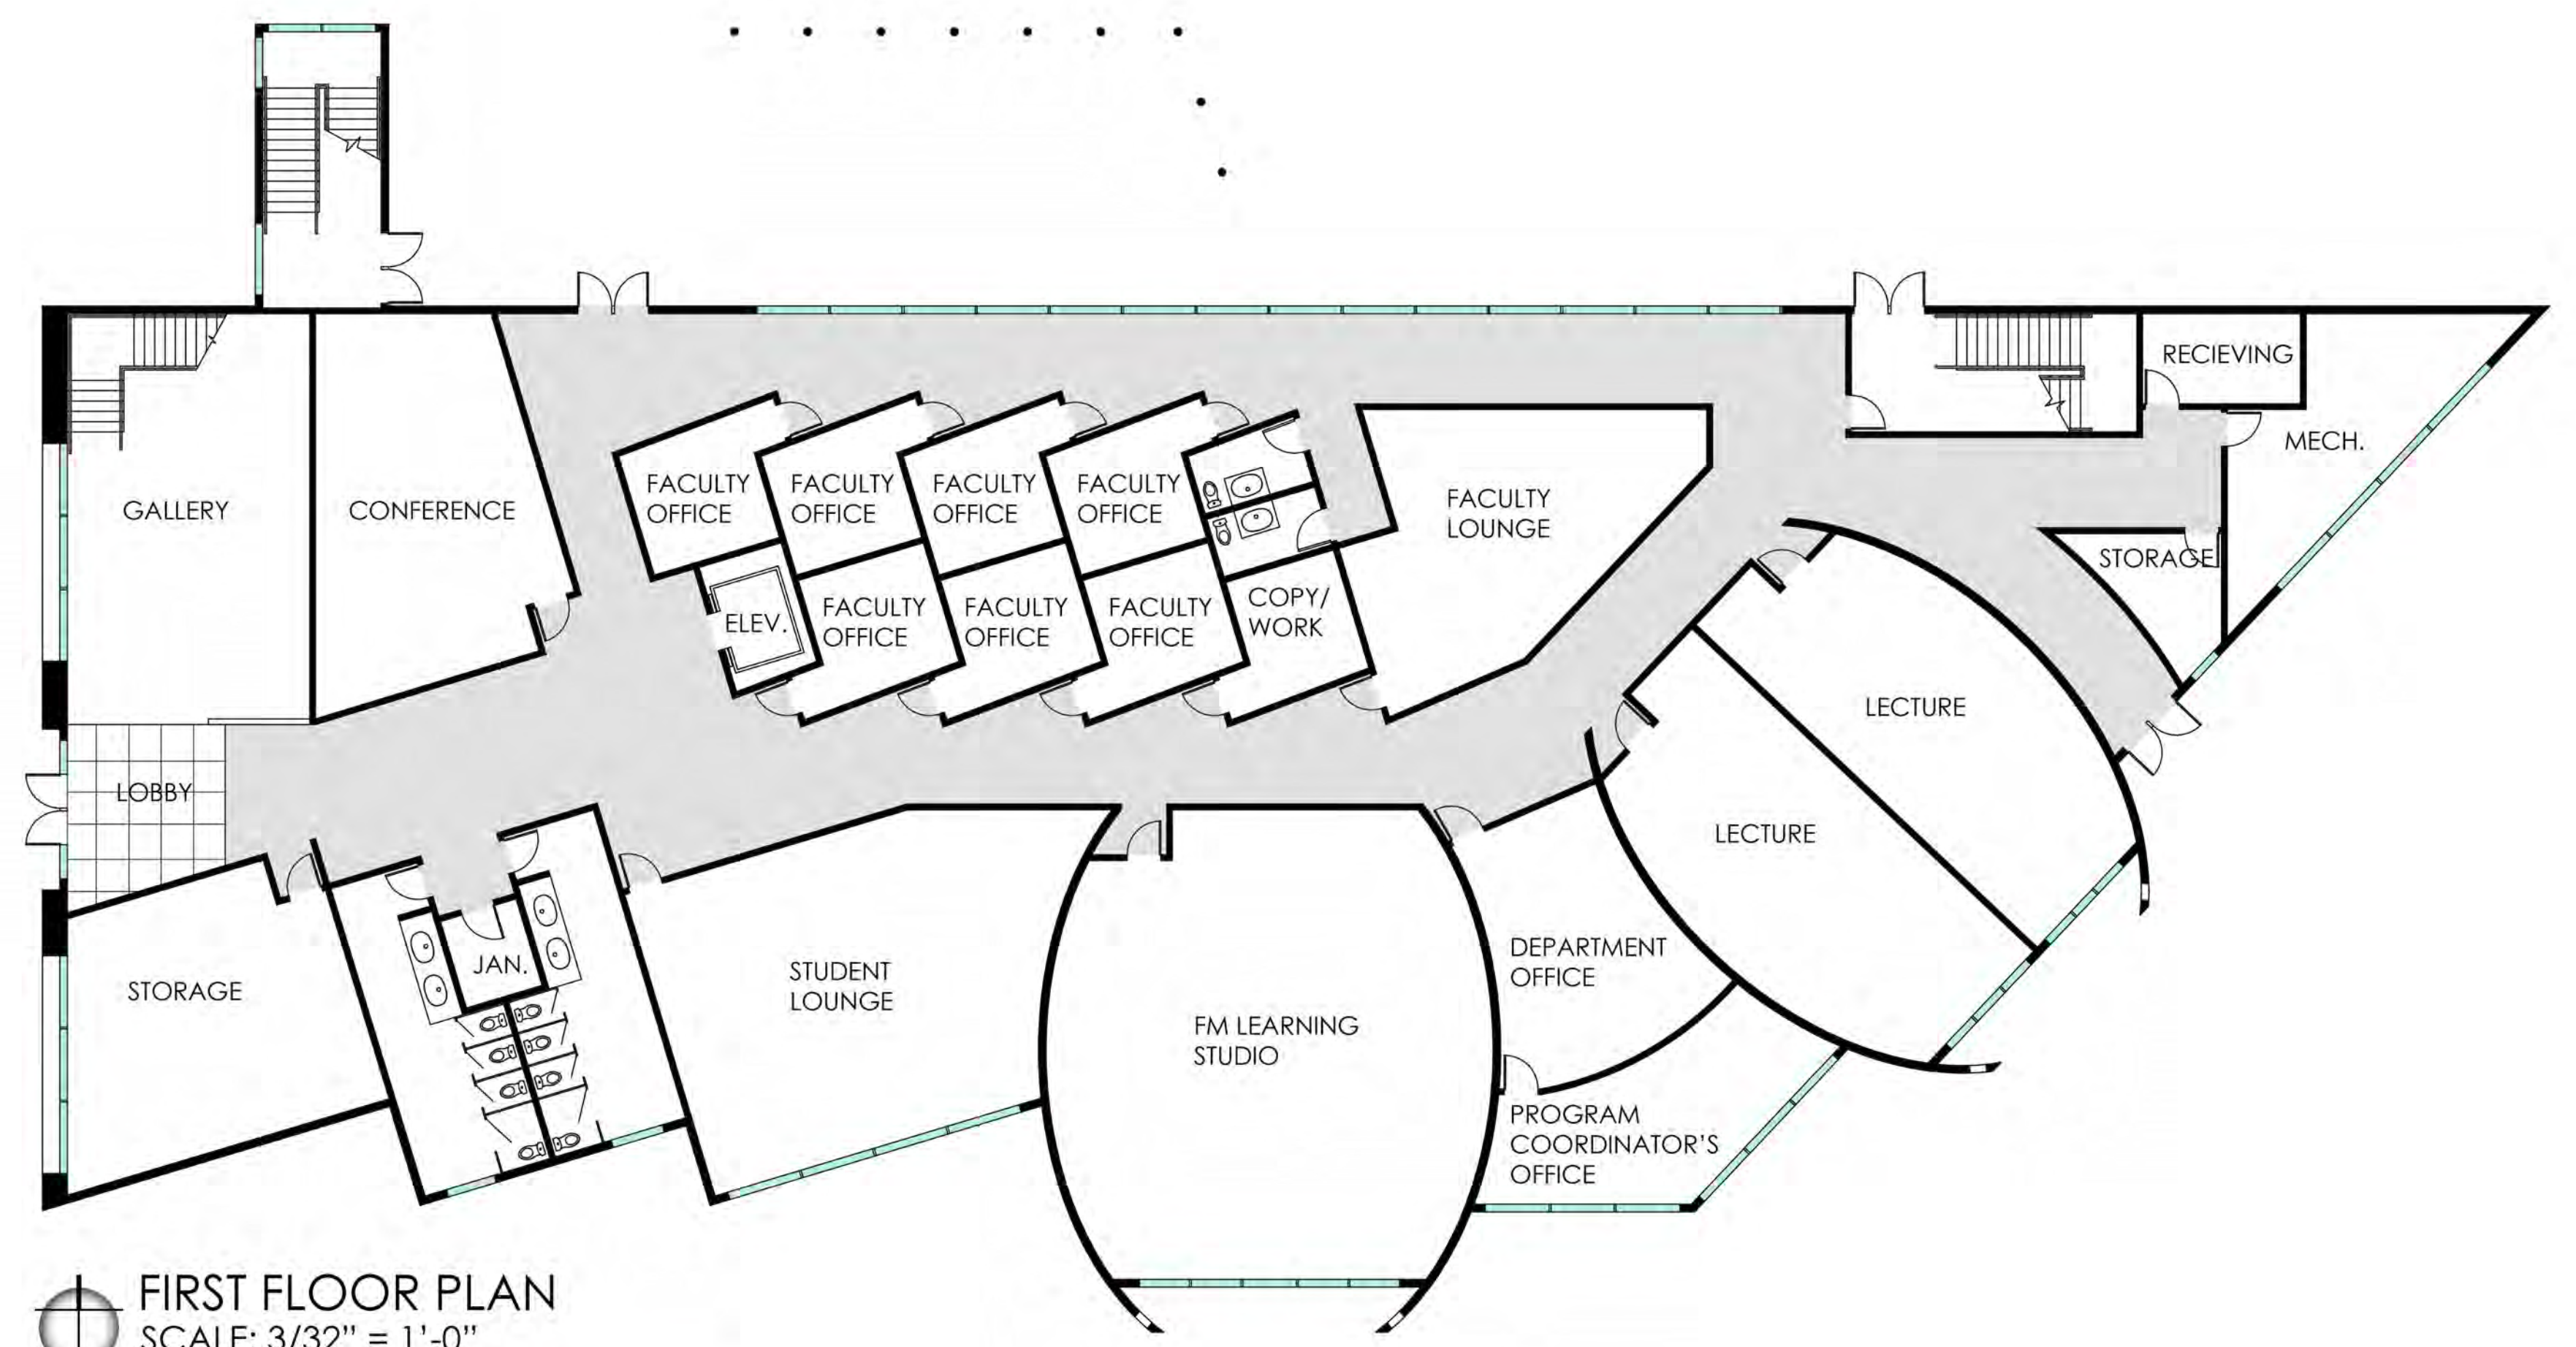 RECIEVING
MECH.
GALLERY
CONFERENCE
FACULTY
OFFICE
FACULTY
OFFICE
FACULTY
OFFICE
FACULTY
OFFICE
FACULTY
LOUNGE
STORAGE
ELEV.
FACULTY
OFFICE
FACULTY
OFFICE
FACULTY
OFFICE
COPY/
WORK
LECTURE
LOBBY
LECTURE
STORAGE
JAN.
STUDENT
LOUNGE
FM LEARNING
STUDIO
DEPARTMENT
OFFICE
PROGRAM
COORDINATOR'S
OFFICE
FIRST FLOOR PLAN
SCALE: 3/32" = 1'-0"